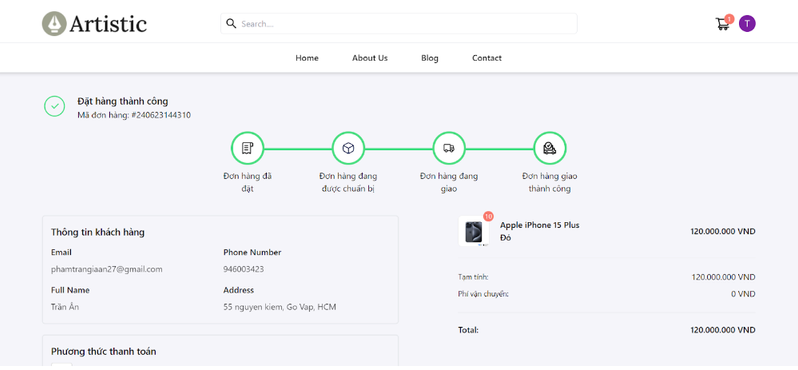 Artistic
Search...
1
T
Home
About Us
Blog
Contact
Đặt hàng thành công
Mã đơn hàng: #240623144310
Đơn hàng đã
đặt
Đơn hàng đang
được chuẩn bị
Đơn hàng đang
giao
Đơn hàng giao
thành công
Thông tin khách hàng
Email
Phone Number
phamtrangiaan27@gmail.com
946003423
Full Name
Address
Trần Ân
55 nguyen kiem, Go Vap, HCM
Phương thức thanh toán
10
Apple iPhone 15 Plus
Đỏ
120.000.000 VND
Tạm tính:
120.000.000 VND
Phí vận chuyển:
0 VND
Total:
120.000.000 VND